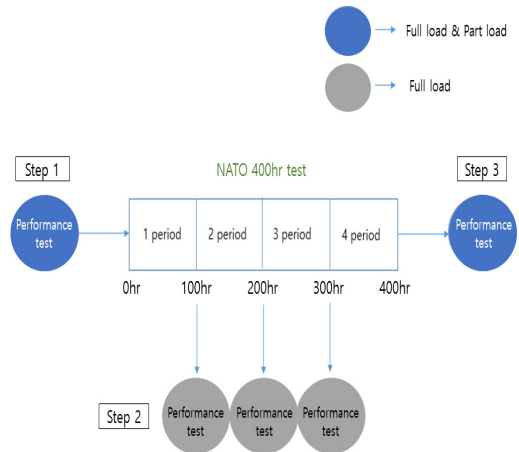 Full load & Part load
Full load
Step 1
NATO 400hr test
Step 3
Performance
test
1 period
2 period
3 period
4 period
Performance
test
0hr
100hr
200hr
300hr
400hr
Step 2
Performance
test
Performance
test
Performance
test